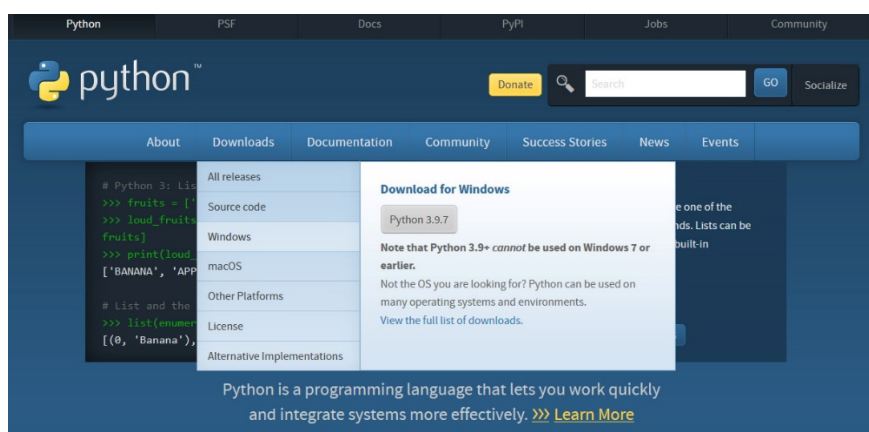 Python PSF Docs PyPI Jobs Community
python™
Donate Search GO Socialize
About Downloads Documentation Community Success Stories News Events
# Python 3: Lis
>>> fruits = ['
>>> loud_fruits
fruits]
>>> print(loud_
['BANANA', 'APP
# List and the
>>> list(enumer
[(0, 'Banana'),
All releases
Source code
Windows
macOS
Other Platforms
License
Alternative Implementations
Download for Windows
Python 3.9.7
Note that Python 3.9+ cannot be used on Windows 7 or
earlier.
Not the OS you are looking for? Python can be used on
many operating systems and environments.
View the full list of downloads.
e one of the
nds. Lists can be
built-in
Python is a programming language that lets you work quickly
and integrate systems more effectively. >>> Learn More